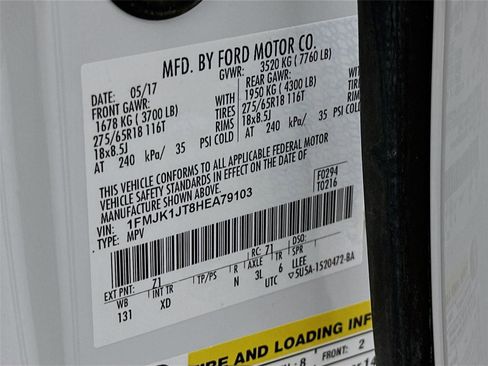 MFD. BY FORD MOTOR CO.
DATE: 05/17 GVWR: 3520 KG ( 7760 LB)
FRONT GAWR: REAR GAWR:
1678 KG ( 3700 LB) WITH 1950 KG ( 4300 LB) WITH
275/65R18 116T TIRES 275/65R18 116T TIRES
18x8.5J RIMS 18x8.5J RIMS
AT 240 kPa/ 35 PSI COLD AT 240 kPa/ 35 PSI COLD
THIS VEHICLE CONFORMS TO ALL APPLICABLE FEDERAL MOTOR
VEHICLE SAFETY STANDARDS IN EFFECT ON THE DATE OF
MANUFACTURE SHOWN ABOVE.
VIN: 1FMJK1JT8HEA79103
TYPE: MPV
F0294
T0216
EXT PNT: 71 RC: 71 DSO:
WB INT TR TP/PS R AXLE TR
131 XD N 3L 6 LLEE
UTC 5U5A-1520472-BA
TIRE AND LOADING INF
FRONT: 2